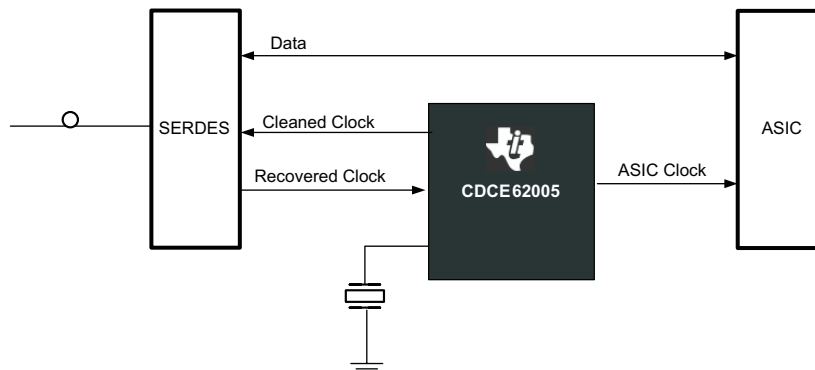 Data
SERDES
Cleaned Clock
Recovered Clock
CDCE62005
ASIC Clock
ASIC